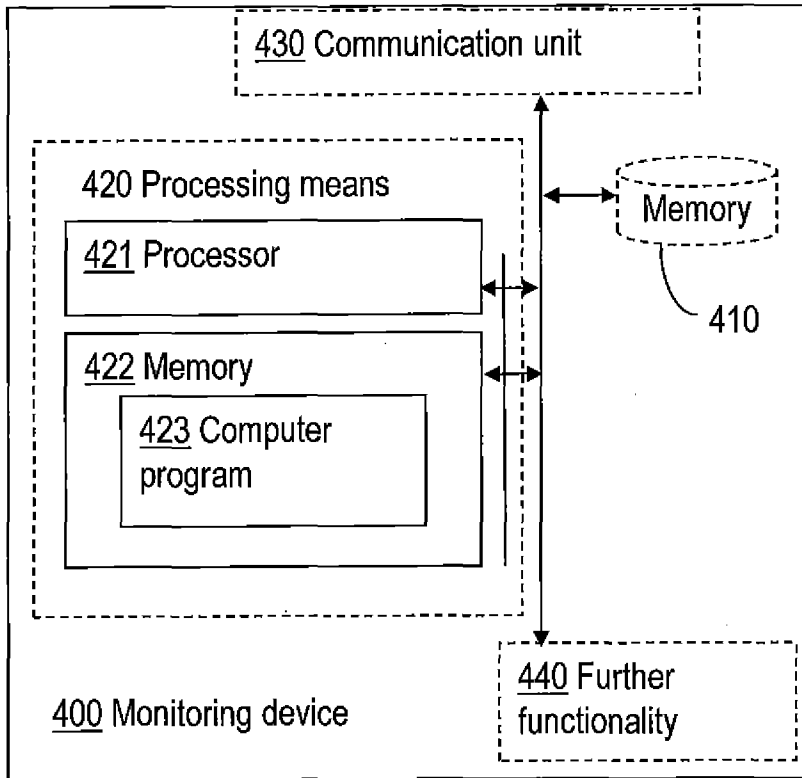 430 Communication unit
420 Processing means
Memory
421 Processor
410
422 Memory
423 Computer
program
440 Further
functionality
400 Monitoring device